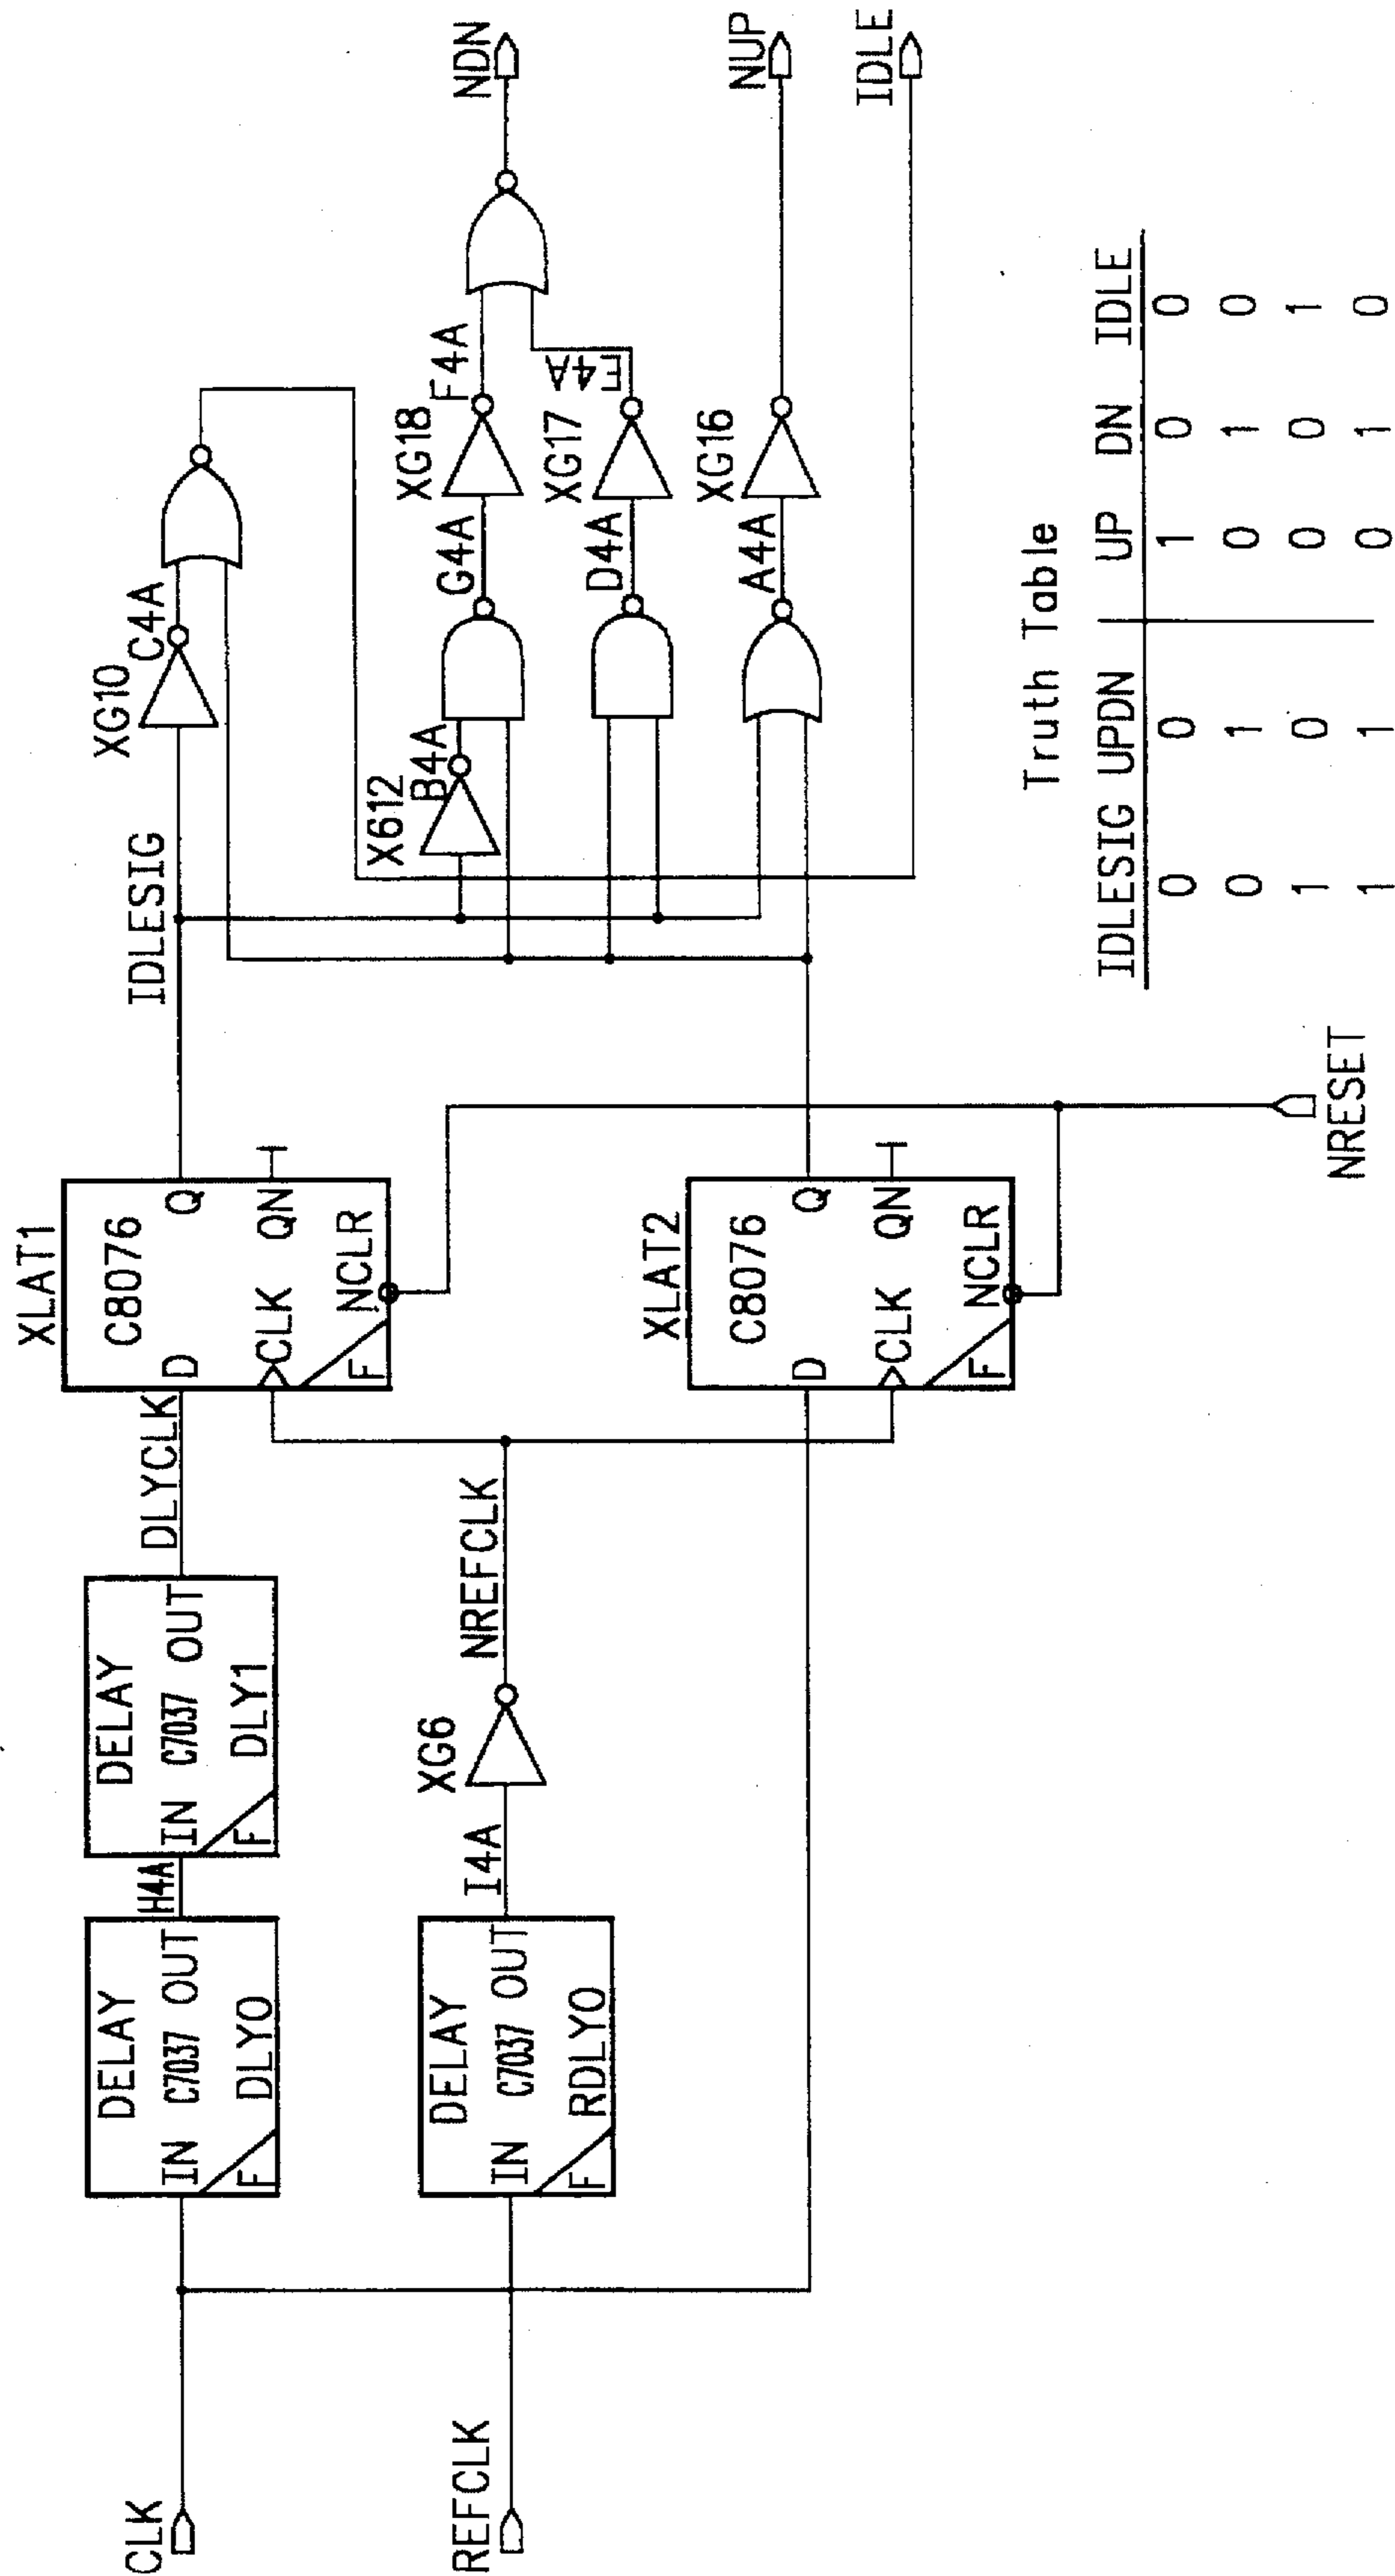 CLK
REFCLK
DELAY
IN C7037 OUT
F DLY0
H4A
DELAY
IN C7037 OUT
F DLY1
DLYCLK
DELAY
IN C7037 OUT
F RDLY0
I4A
XG6
NREFCLK
XLAT1
C8076
D Q
CLK QN
F NCLR
XLAT2
C8076
D Q
CLK QN
F NCLR
NRESET
IDLESIG
XG10
C4A
X612
B4A
G4A
XG18
F4A
D4A
XG17
E4A
A4A
XG16
NDN
NUP
IDLE
Truth Table
IDLESIG UPDN UP DN IDLE
0 0 1 0 0
0 1 0 1 0
1 0 0 0 1
1 1 0 1 0